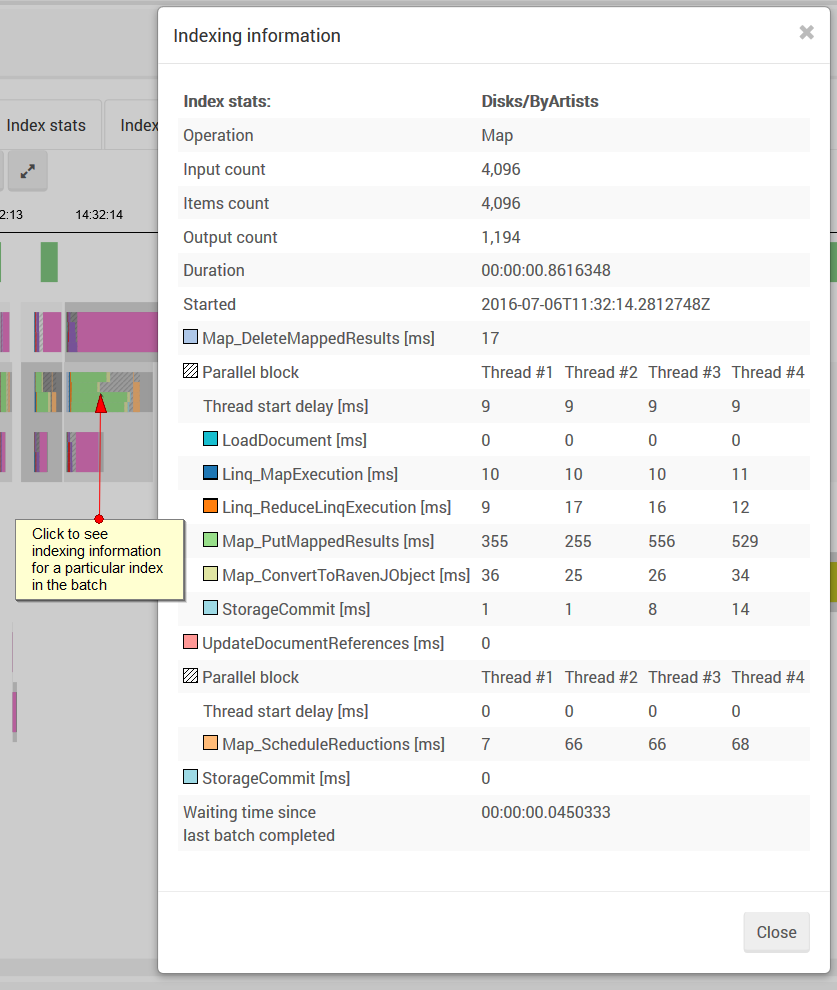 Indexing information
Index stats
Index
2:13 14:32:14
Click to see
indexing information
for a particular index
in the batch
Index stats: Disks/ByArtists
Operation Map
Input count 4,096
Items count 4,096
Output count 1,194
Duration 00:00:00.8616348
Started 2016-07-06T11:32:14.2812748Z
Map_DeleteMappedResults [ms] 17
Parallel block Thread #1 Thread #2 Thread #3 Thread #4
Thread start delay [ms] 9 9 9 9
LoadDocument [ms] 0 0 0 0
Linq_MapExecution [ms] 10 10 10 11
Linq_ReduceLinqExecution [ms] 9 17 16 12
Map_PutMappedResults [ms] 355 255 556 529
Map_ConvertToRavenJObject [ms] 36 25 26 34
StorageCommit [ms] 1 1 8 14
UpdateDocumentReferences [ms] 0
Parallel block Thread #1 Thread #2 Thread #3 Thread #4
Thread start delay [ms] 0 0 0 0
Map_ScheduleReductions [ms] 7 66 66 68
StorageCommit [ms] 0
Waiting time since 00:00:00.0450333
last batch completed
Close